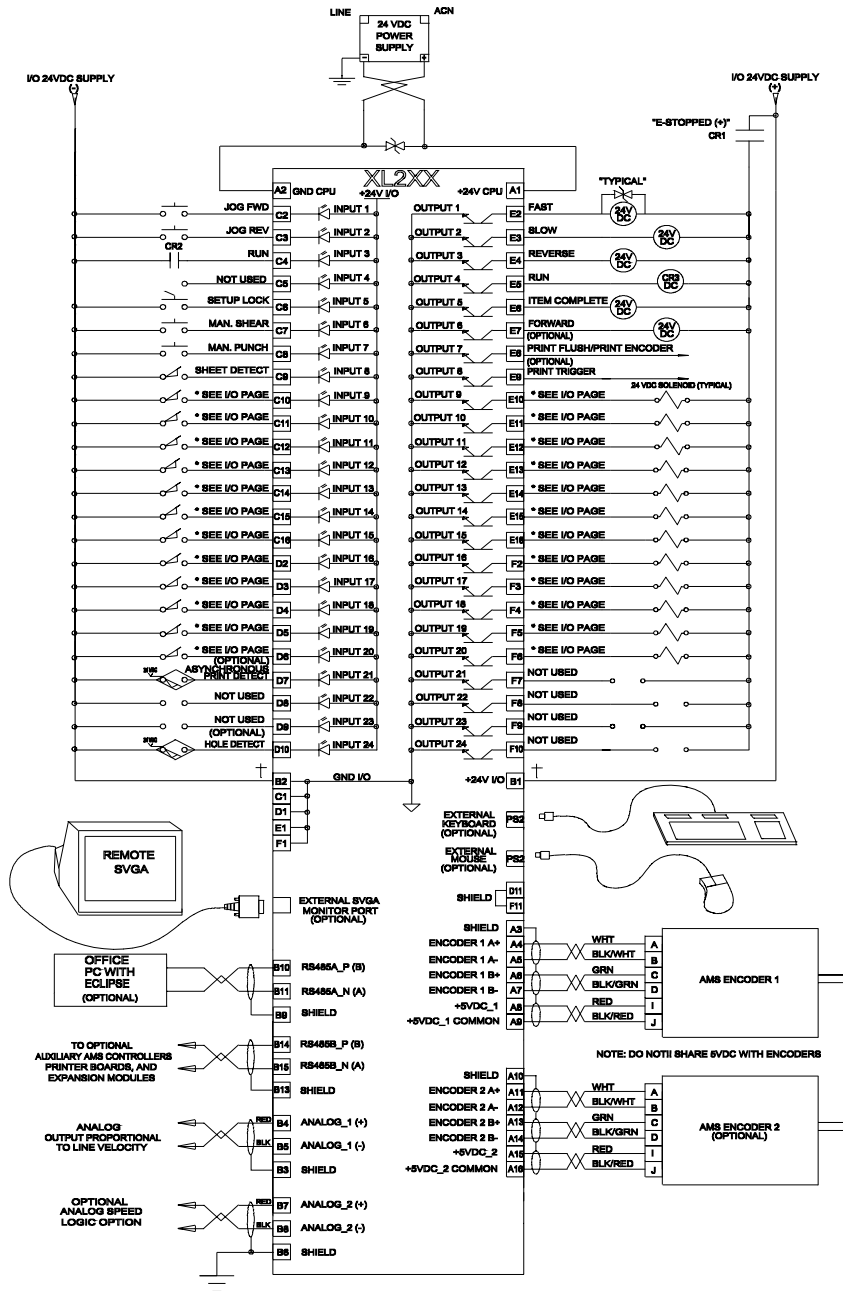 LINE
ACN
24 VDC
POWER
SUPPLY
- +
I/O 24VDC SUPPLY
(-)
I/O 24VDC SUPPLY
(+)
"E-STOPPED (+)"
CR1
XL2XX
A2 GND CPU
+24V I/O
+24V CPU A1
"TYPICAL"
JOG FWD C2 INPUT 1
OUTPUT 1 E2 FAST 24V DC
JOG REV C3 INPUT 2
OUTPUT 2 E3 SLOW 24V DC
CR2
RUN C4 INPUT 3
OUTPUT 3 E4 REVERSE 24V DC
NOT USED C5 INPUT 4
OUTPUT 4 E5 RUN CR3 DC
SETUP LOCK C6 INPUT 5
OUTPUT 5 E6 ITEM COMPLETE 24V DC
MAN. SHEAR C7 INPUT 6
OUTPUT 6 E7 FORWARD 24V DC
(OPTIONAL)
MAN. PUNCH C8 INPUT 7
OUTPUT 7 E8 PRINT FLUSH/PRINT ENCODER
(OPTIONAL)
SHEET DETECT C9 INPUT 8
OUTPUT 8 E9 PRINT TRIGGER
24 VDC SOLENOID (TYPICAL)
* SEE I/O PAGE C10 INPUT 9
OUTPUT 9 E10 * SEE I/O PAGE
* SEE I/O PAGE C11 INPUT 10
OUTPUT 10 E11 * SEE I/O PAGE
* SEE I/O PAGE C12 INPUT 11
OUTPUT 11 E12 * SEE I/O PAGE
* SEE I/O PAGE C13 INPUT 12
OUTPUT 12 E13 * SEE I/O PAGE
* SEE I/O PAGE C14 INPUT 13
OUTPUT 13 E14 * SEE I/O PAGE
* SEE I/O PAGE C15 INPUT 14
OUTPUT 14 E15 * SEE I/O PAGE
* SEE I/O PAGE C16 INPUT 15
OUTPUT 15 E16 * SEE I/O PAGE
* SEE I/O PAGE D2 INPUT 16
OUTPUT 16 F2 * SEE I/O PAGE
* SEE I/O PAGE D3 INPUT 17
OUTPUT 17 F3 * SEE I/O PAGE
* SEE I/O PAGE D4 INPUT 18
OUTPUT 18 F4 * SEE I/O PAGE
* SEE I/O PAGE D5 INPUT 19
OUTPUT 19 F5 * SEE I/O PAGE
* SEE I/O PAGE D6 INPUT 20
OUTPUT 20 F6 * SEE I/O PAGE
(OPTIONAL)
ASYNCHRONOUS
PRINT DETECT D7 INPUT 21
OUTPUT 21 F7 NOT USED
NOT USED D8 INPUT 22
OUTPUT 22 F8 NOT USED
NOT USED D9 INPUT 23
OUTPUT 23 F9 NOT USED
(OPTIONAL)
HOLE DETECT D10 INPUT 24
OUTPUT 24 F10 NOT USED
B2 GND I/O
+24V I/O B1
C1
D1
E1
F1
EXTERNAL
KEYBOARD
(OPTIONAL)
PS2
EXTERNAL
MOUSE
(OPTIONAL)
PS2
REMOTE
SVGA
EXTERNAL SVGA
MONITOR PORT
(OPTIONAL)
SHIELD D11
F11
OFFICE
PC WITH
ECLIPSE
(OPTIONAL)
B10 RS485A_P (B)
B11 RS485A_N (A)
B9 SHIELD
SHIELD A3
ENCODER 1 A+ A4 WHT A
ENCODER 1 A- A5 BLK/WHT B
ENCODER 1 B+ A6 GRN C
ENCODER 1 B- A7 BLK/GRN D
+5VDC_1 A8 RED I
+5VDC_1 COMMON A9 BLK/RED J
AMS ENCODER 1
NOTE: DO NOT!! SHARE 5VDC WITH ENCODERS
TO OPTIONAL
AUXILIARY AMS CONTROLLERS
PRINTER BOARDS, AND
EXPANSION MODULES
B14 RS485B_P (B)
B15 RS485B_N (A)
B13 SHIELD
SHIELD A10
ENCODER 2 A+ A11 WHT A
ENCODER 2 A- A12 BLK/WHT B
ENCODER 2 B+ A13 GRN C
ENCODER 2 B- A14 BLK/GRN D
+5VDC_2 A15 RED I
+5VDC_2 COMMON A16 BLK/RED J
AMS ENCODER 2
(OPTIONAL)
ANALOG
OUTPUT PROPORTIONAL
TO LINE VELOCITY
RED B4 ANALOG_1 (+)
BLK B5 ANALOG_1 (-)
B3 SHIELD
OPTIONAL
ANALOG SPEED
LOGIC OPTION
RED B7 ANALOG_2 (+)
BLK B8 ANALOG_2 (-)
B6 SHIELD